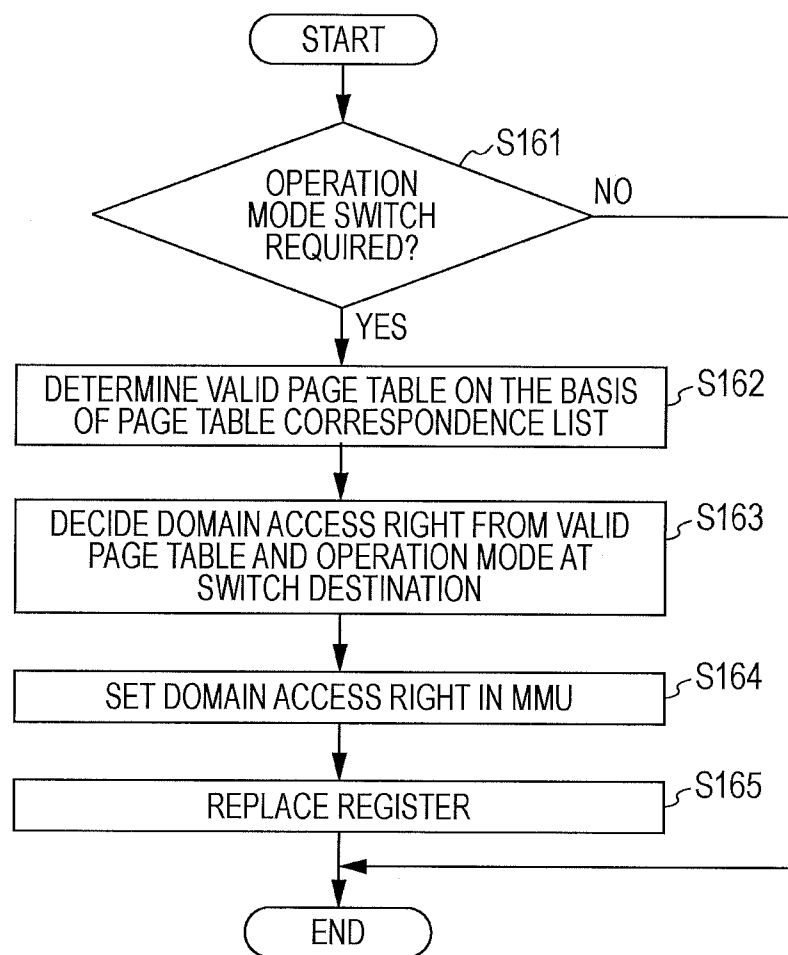 START
S161
OPERATION
MODE SWITCH
REQUIRED?
NO
YES
S162
DETERMINE VALID PAGE TABLE ON THE BASIS
OF PAGE TABLE CORRESPONDENCE LIST
S163
DECIDE DOMAIN ACCESS RIGHT FROM VALID
PAGE TABLE AND OPERATION MODE AT
SWITCH DESTINATION
S164
SET DOMAIN ACCESS RIGHT IN MMU
S165
REPLACE REGISTER
END